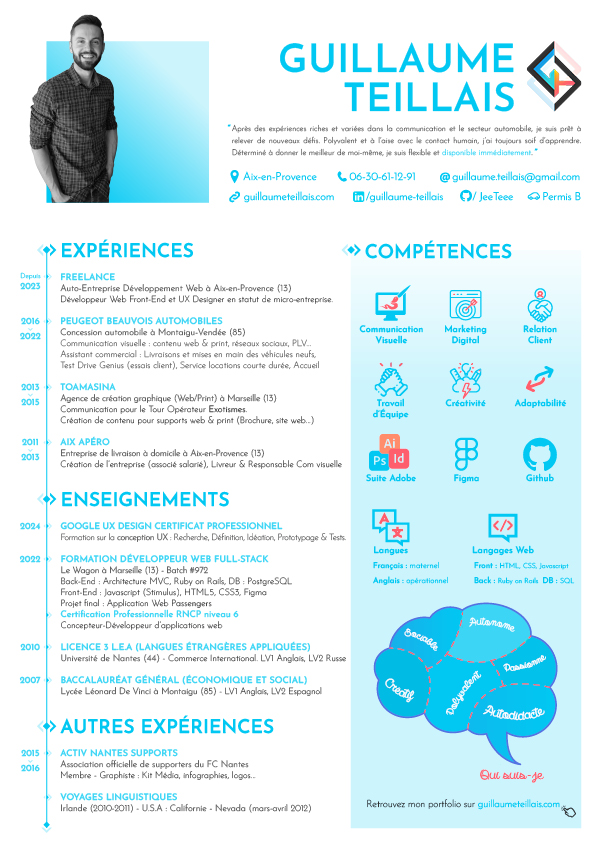 GUILLAUME
TEILLAIS
"Après des expériences riches et variées dans la communication et le secteur automobile, je suis prêt à
relever de nouveaux défis. Polyvalent et à l'aise avec le contact humain, j'ai toujours soif d'apprendre.
Déterminé à donner le meilleur de moi-même, je suis flexible et disponible immédiatement."
Aix-en-Provence 06-30-61-12-91 @guillaume.teillais@gmail.com
guillaumeteillais.com in/guillaume-teillais / JeeTeee Permis B
EXPÉRIENCES
Depuis
2023
FREELANCE
Auto-Entreprise Développement Web à Aix-en-Provence (13)
Développeur Web Front-End et UX Designer en statut de micro-entreprise.
2016
2022
PEUGEOT BEAUVOIS AUTOMOBILES
Concession automobile à Montaigu-Vendée (85)
Communication visuelle : contenu web & print, réseaux sociaux, PLV...
Assistant commercial : Livraisons et mises en main des véhicules neufs,
Test Drive Genius (essais client), Service locations courte durée, Accueil
2013
2015
TOAMASINA
Agence de création graphique (Web/Print) à Marseille (13)
Communication pour le Tour Opérateur Exotismes.
Création de contenu pour supports web & print (Brochure, site web...)
2011
2013
AIX APÉRO
Entreprise de livraison à domicile à Aix-en-Provence (13)
Création de l'entreprise (associé salarié), Livreur & Responsable Com visuelle
ENSEIGNEMENTS
2024
GOOGLE UX DESIGN CERTIFICAT PROFESSIONNEL
Formation sur la conception UX : Recherche, Définition, Idéation, Prototypage & Tests.
2022
FORMATION DÉVELOPPEUR WEB FULL-STACK
Le Wagon à Marseille (13) - Batch #972
Back-End : Architecture MVC, Ruby on Rails, DB : PostgreSQL
Front-End : Javascript (Stimulus), HTML5, CSS3, Figma
Projet final : Application Web Passengers
Certification Professionnelle RNCP niveau 6
Concepteur-Développeur d'applications web
2010
LICENCE 3 L.E.A (LANGUES ÉTRANGÈRES APPLIQUÉES)
Université de Nantes (44) - Commerce International. LV1 Anglais, LV2 Russe
2007
BACCALAURÉAT GÉNÉRAL (ÉCONOMIQUE ET SOCIAL)
Lycée Léonard De Vinci à Montaigu (85) - LV1 Anglais, LV2 Espagnol
AUTRES EXPÉRIENCES
2015
2016
ACTIV NANTES SUPPORTS
Association officielle de supporters du FC Nantes
Membre - Graphiste : Kit Média, infographies, logos...
VOYAGES LINGUISTIQUES
Irlande (2010-2011) - U.S.A : Californie - Nevada (mars-avril 2012)
COMPÉTENCES
Communication
Visuelle
Marketing
Digital
Relation
Client
Travail
d'Équipe
Créativité
Adaptabilité
Ai
Ps Id
Suite Adobe
Figma
Github
A
Langues
Français : maternel
Anglais : opérationnel
</>
Langages Web
Front : HTML, CSS, Javascript
Back : Ruby on Rails DB : SQL
Sociable
Autonome
Passionné
Créatif
Polyvalent
Autodidacte
Qui suis-je
Retrouvez mon portfolio sur guillaumeteillais.com